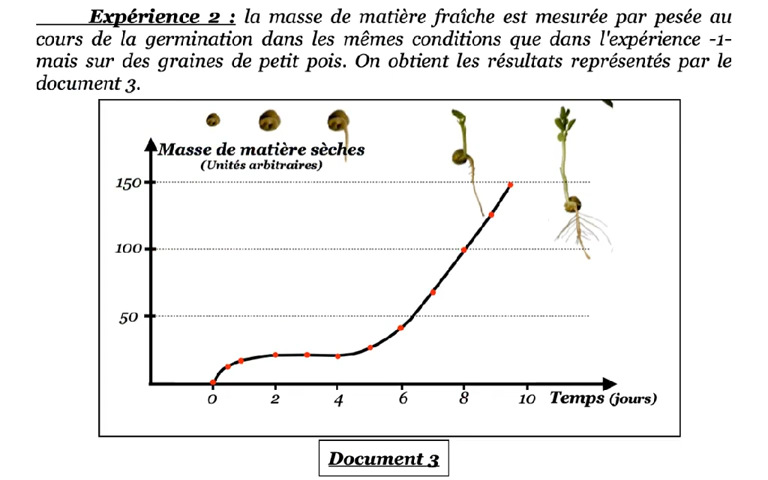 Expérience 2 : la masse de matière fraîche est mesurée par pesée au
cours de la germination dans les mêmes conditions que dans l'expérience -1-
mais sur des graines de petit pois. On obtient les résultats représentés par le
document 3.
Masse de matière sèches
(Unités arbitraires)
150
100
50
0 2 4 6 8 10 Temps (jours)
Document 3